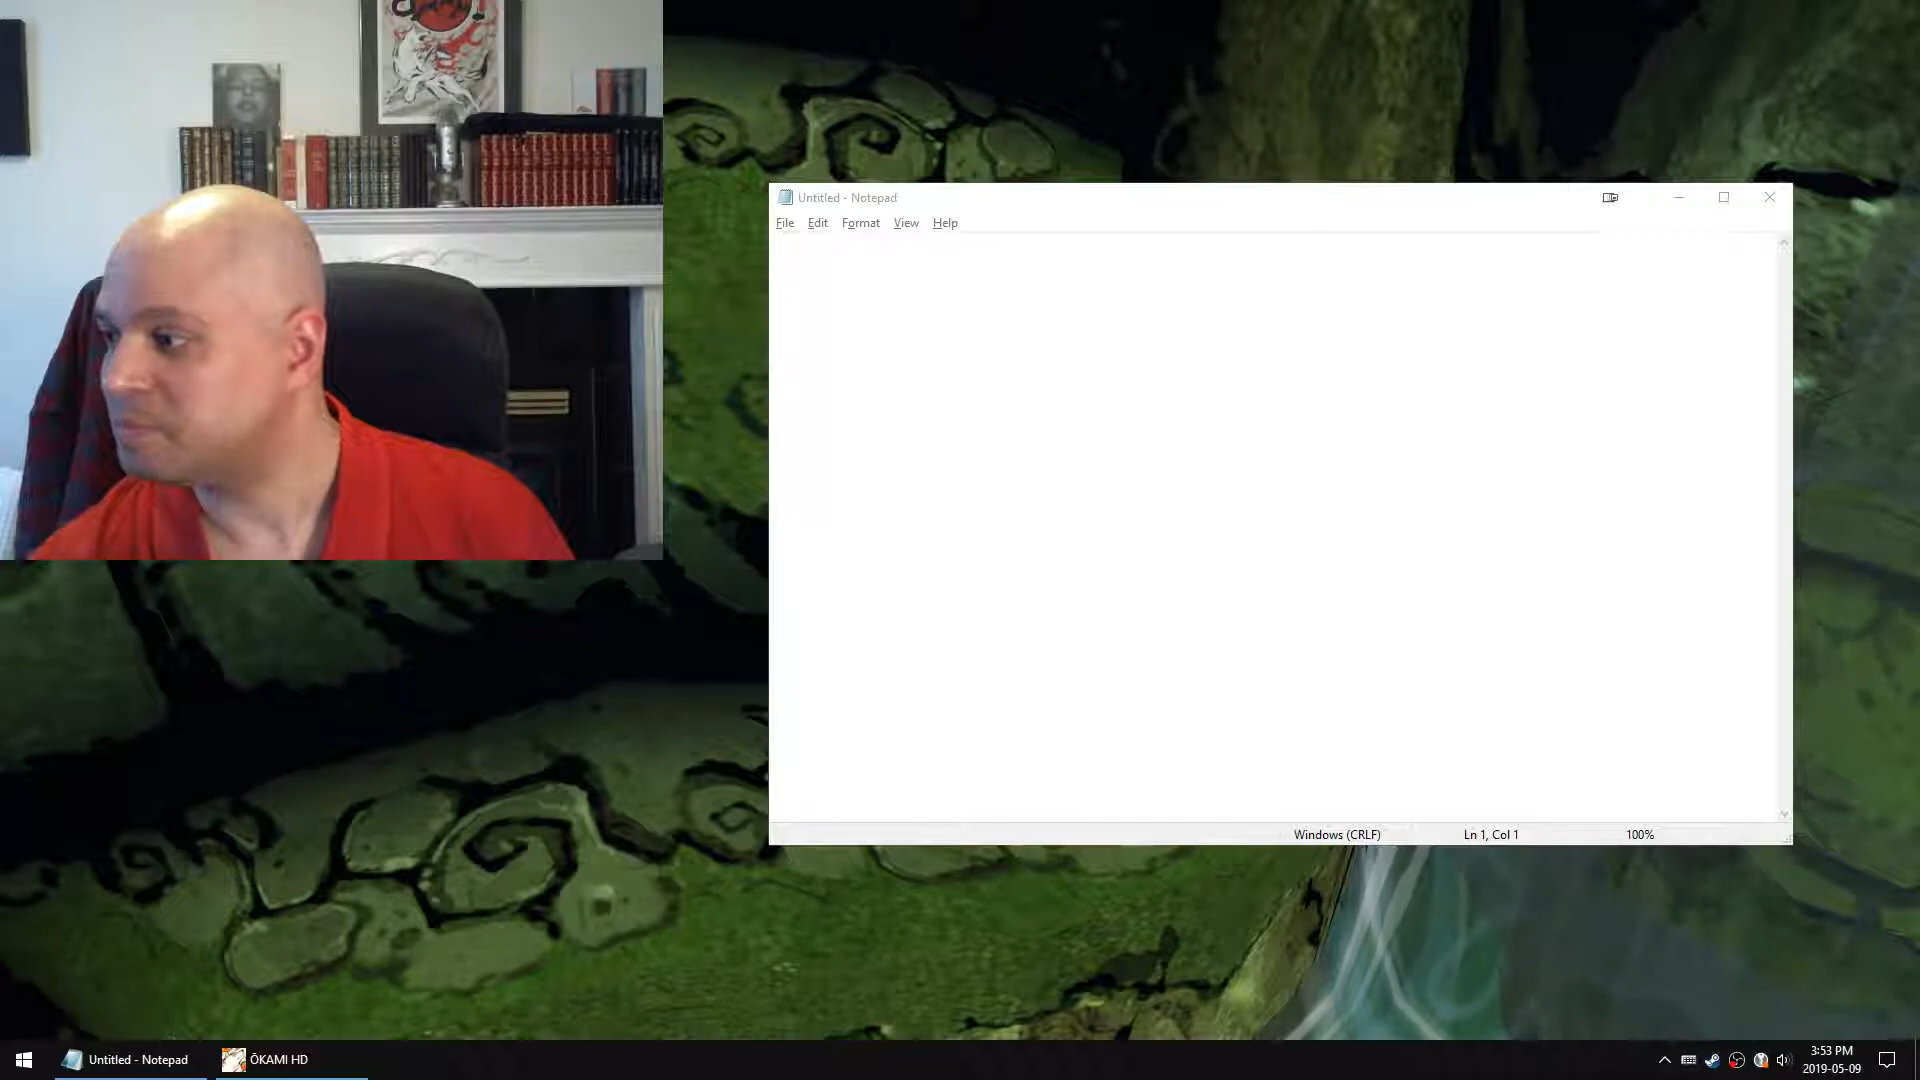 Untitled - Notepad
File Edit Format View Help
Windows (CRLF) Ln 1, Col 1 100%
Untitled - Notepad ŌKAMI HD
3:53 PM
2019-05-09